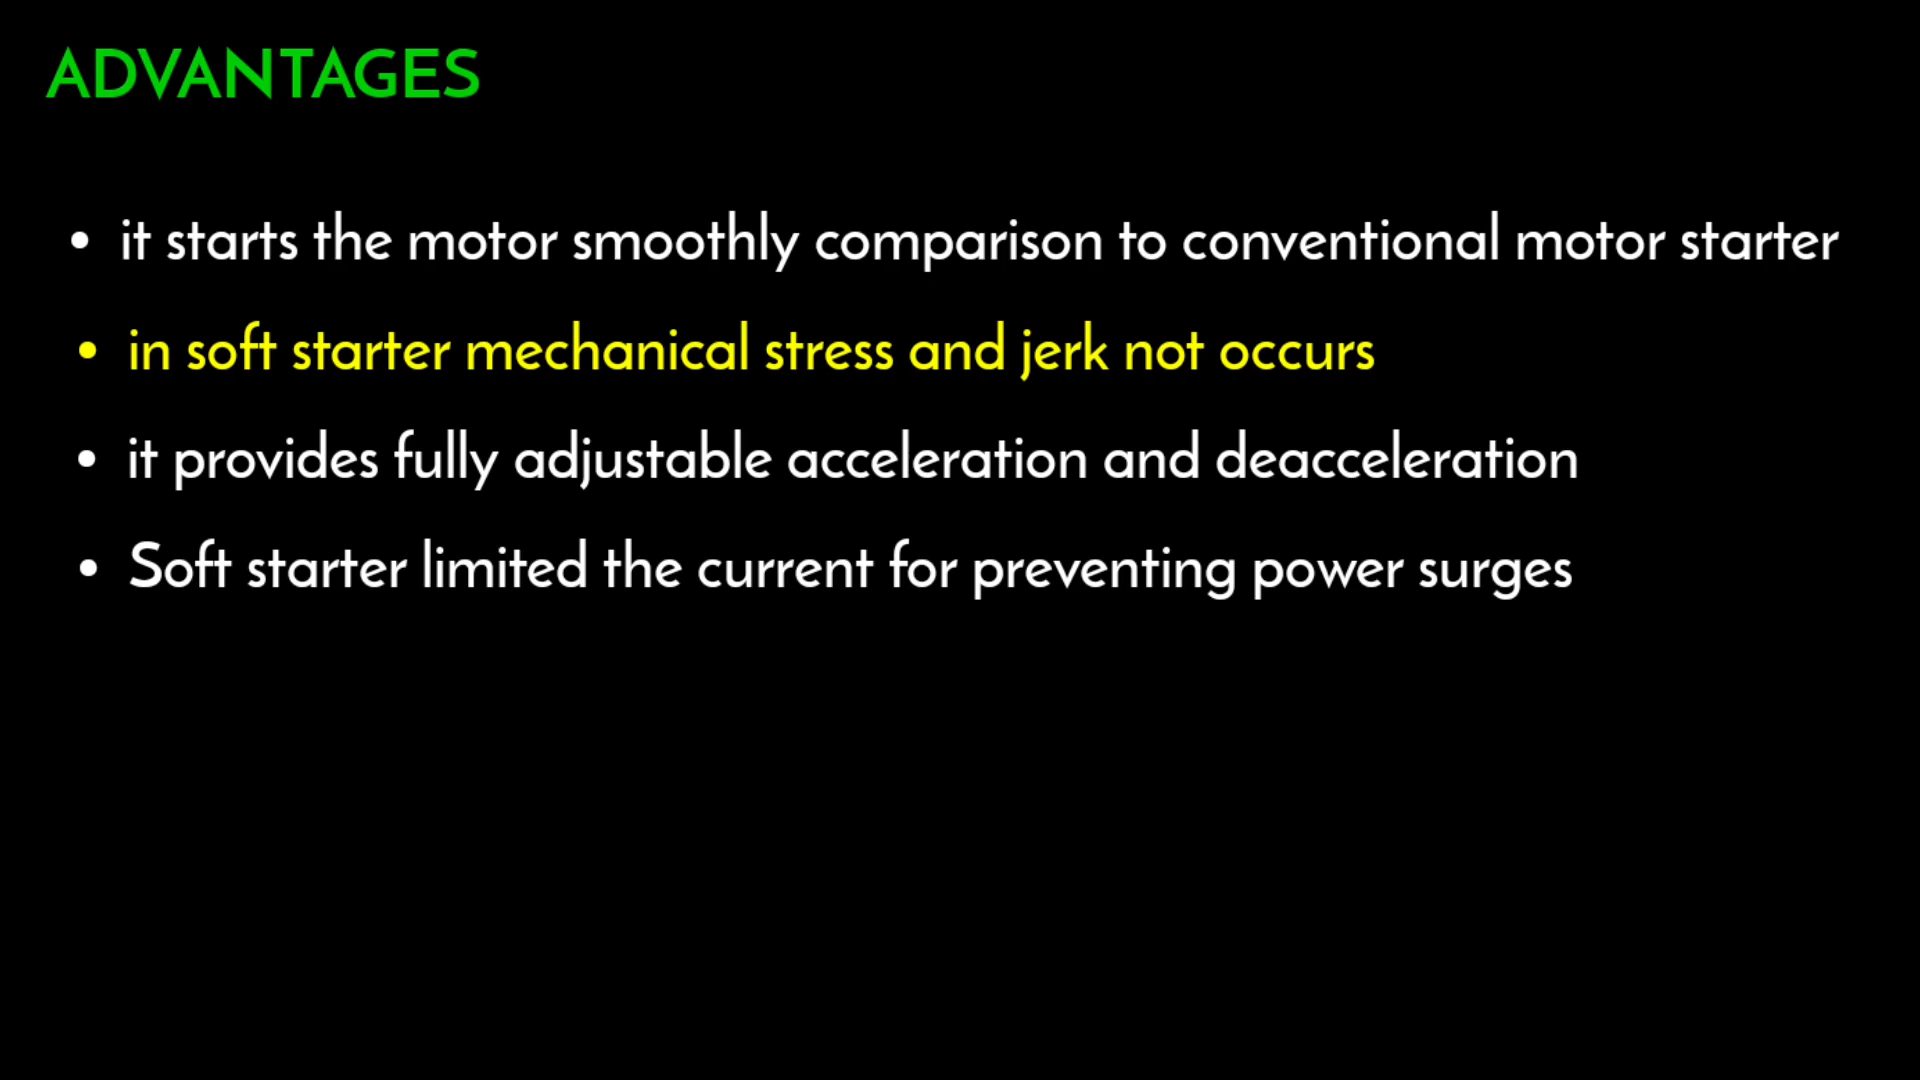 ADVANTAGES
• it starts the motor smoothly comparison to conventional motor starter
• in soft starter mechanical stress and jerk not occurs
• it provides fully adjustable acceleration and deacceleration
• Soft starter limited the current for preventing power surges